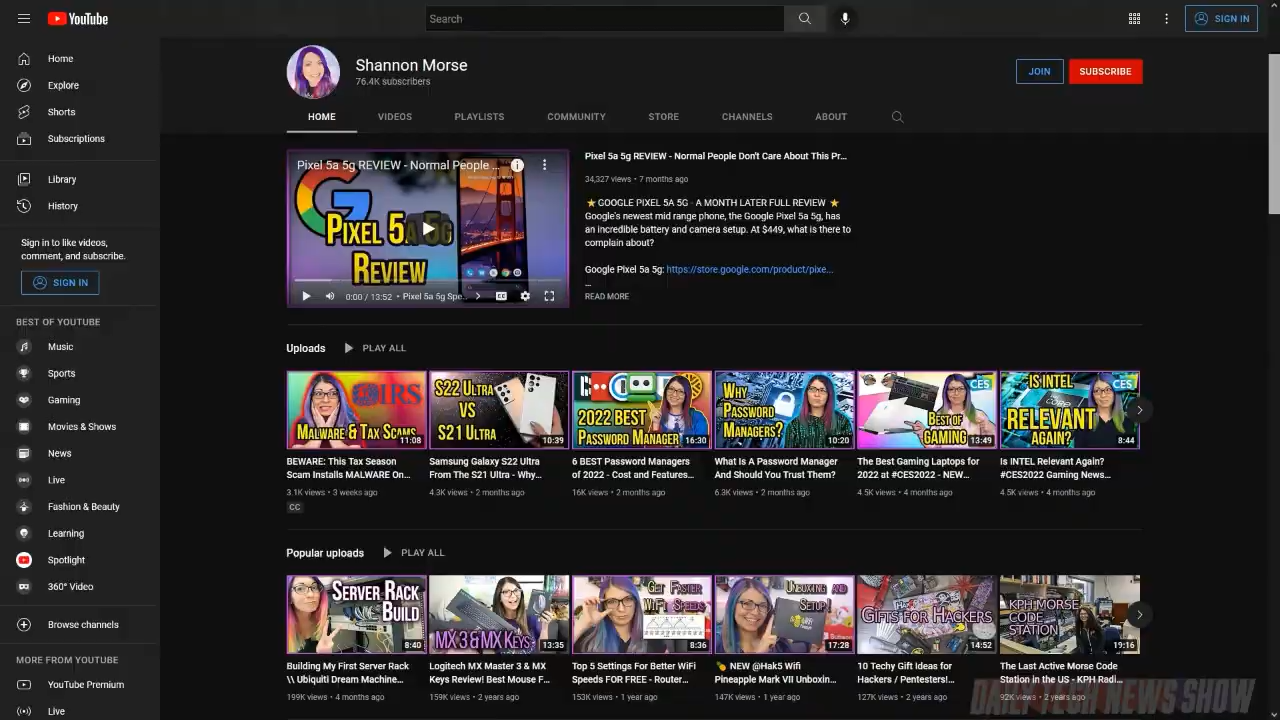 YouTube
Search
SIGN IN
Home
Explore
Shorts
Subscriptions
Library
History
Sign in to like videos,
comment, and subscribe.
SIGN IN
BEST OF YOUTUBE
Music
Sports
Gaming
Movies & Shows
News
Live
Fashion & Beauty
Learning
Spotlight
360° Video
Browse channels
MORE FROM YOUTUBE
YouTube Premium
Live
Shannon Morse
76.4K subscribers
JOIN
SUBSCRIBE
HOME
VIDEOS
PLAYLISTS
COMMUNITY
STORE
CHANNELS
ABOUT
Pixel 5a 5g REVIEW - Normal People ...
PIXEL 5A 5G
REVIEW
0:00 / 13:52 • Pixel 5a 5g Spe...
CC
Pixel 5a 5g REVIEW - Normal People Don't Care About This Pr...
34,327 views • 7 months ago
⭐GOOGLE PIXEL 5A 5G - A MONTH LATER FULL REVIEW ⭐
Google's newest mid range phone, the Google Pixel 5a 5g, has
an incredible battery and camera setup. At $449, what is there to
complain about?
Google Pixel 5a 5g: https://store.google.com/product/pixe...
...
READ MORE
Uploads
PLAY ALL
IRS
MALWARE & TAX SCAMS
11:08
S22 ULTRA
VS
S21 ULTRA
10:39
2022 BEST
PASSWORD MANAGER
16:30
WHY
PASSWORD
MANAGERS?
10:20
CES
BEST OF
GAMING
13:49
IS INTEL
CES
RELEVANT
AGAIN?
8:44
BEWARE: This Tax Season
Scam Installs MALWARE On...
3.1K views • 3 weeks ago
CC
Samsung Galaxy S22 Ultra
From The S21 Ultra - Why...
4.3K views • 2 months ago
6 BEST Password Managers
of 2022 - Cost and Features...
16K views • 2 months ago
What Is A Password Manager
And Should You Trust Them?
6.3K views • 2 months ago
The Best Gaming Laptops for
2022 at #CES2022 - NEW...
4.5K views • 4 months ago
Is INTEL Relevant Again?
#CES2022 Gaming News...
4.5K views • 4 months ago
Popular uploads
PLAY ALL
SERVER RACK
BUILD
8:40
MX 3 & MX KEYS
13:35
GET FASTER
WIFI SPEEDS
8:36
UNBOXING AND
SETUP!
17:28
GIFTS FOR HACKERS
14:52
KPH MORSE
CODE
STATION
19:16
Building My First Server Rack
\\ Ubiquiti Dream Machine...
199K views • 4 months ago
Logitech MX Master 3 & MX
Keys Review! Best Mouse F...
159K views • 2 years ago
Top 5 Settings For Better WiFi
Speeds FOR FREE - Router...
153K views • 1 year ago
🍍 NEW @Hak5 Wifi
Pineapple Mark VII Unboxin...
147K views • 1 year ago
10 Techy Gift Ideas for
Hackers / Pentesters!...
127K views • 2 years ago
The Last Active Morse Code
Station in the US - KPH Radi...
92K views • 2 years ago
DAILY TECH NEWS SHOW